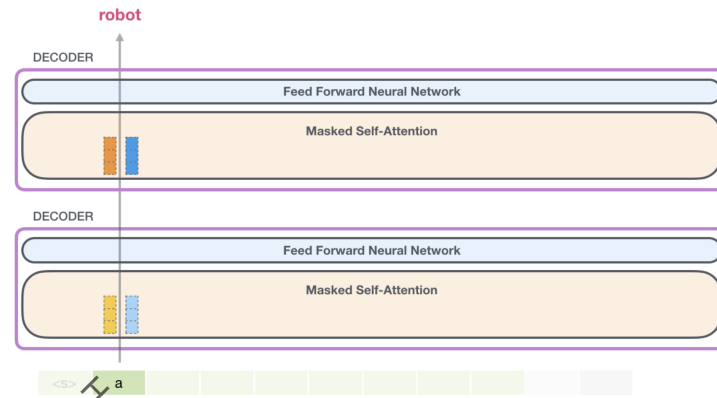 robot
DECODER
Feed Forward Neural Network
Masked Self-Attention
DECODER
Feed Forward Neural Network
Masked Self-Attention
<s> a